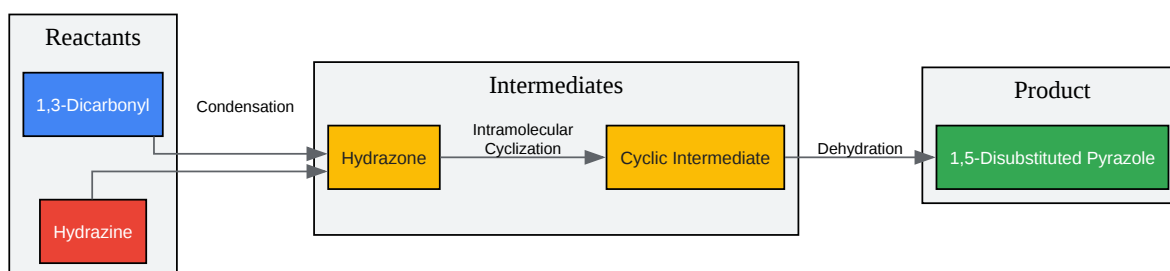 Reactants
1,3-Dicarbonyl
Hydrazine
Condensation
Intermediates
Hydrazone
Intramolecular
Cyclization
Cyclic Intermediate
Dehydration
Product
1,5-Disubstituted Pyrazole